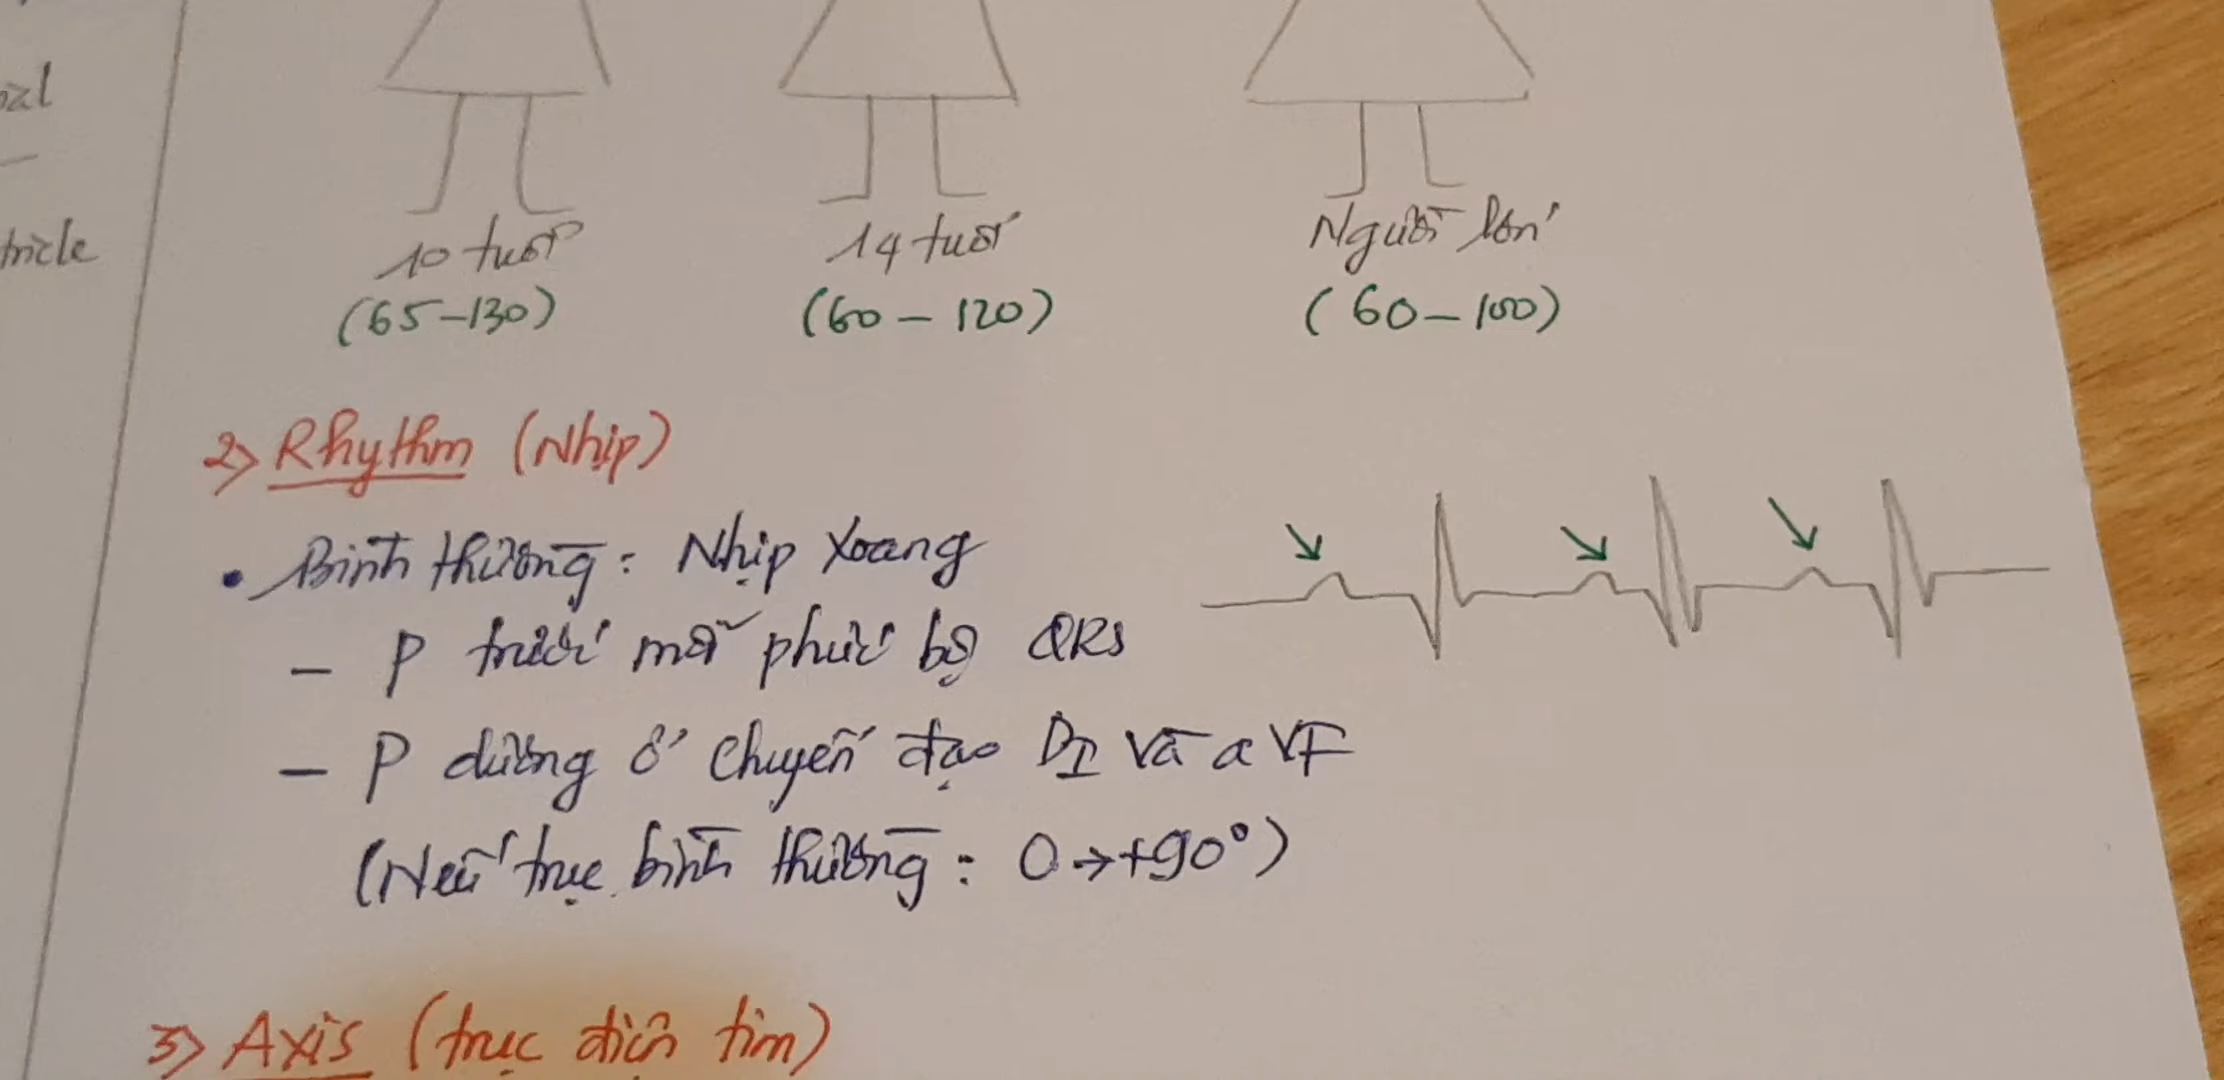 10 tuổi
14 tuổi
Người lớn
(65-130)
(60-120)
(60-100)
2> Rhythm (Nhịp)
• Bình thường: Nhịp xoang
- P trước mỗi phức bộ QRS
- P dương ở chuyển đạo DI và aVF
(Nếu trục bình thường: 0→+90°)
3> Axis (trục điện tim)